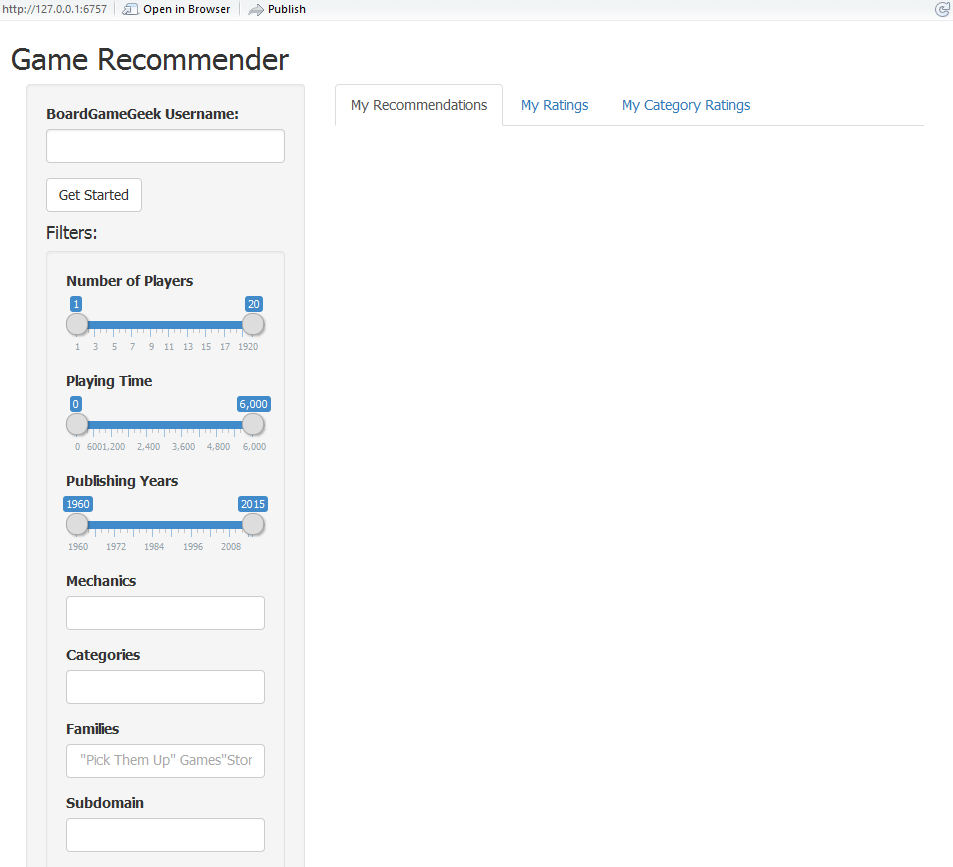 http://127.0.0.1:6757 Open in Browser Publish
Game Recommender
BoardGameGeek Username:
Get Started
Filters:
Number of Players
1 20
1 3 5 7 9 11 13 15 17 1920
Playing Time
0 6,000
0 6001,200 2,400 3,600 4,800 6,000
Publishing Years
1960 2015
1960 1972 1984 1996 2008
Mechanics
Categories
Families
"Pick Them Up" Games"Stor
Subdomain
My Recommendations My Ratings My Category Ratings